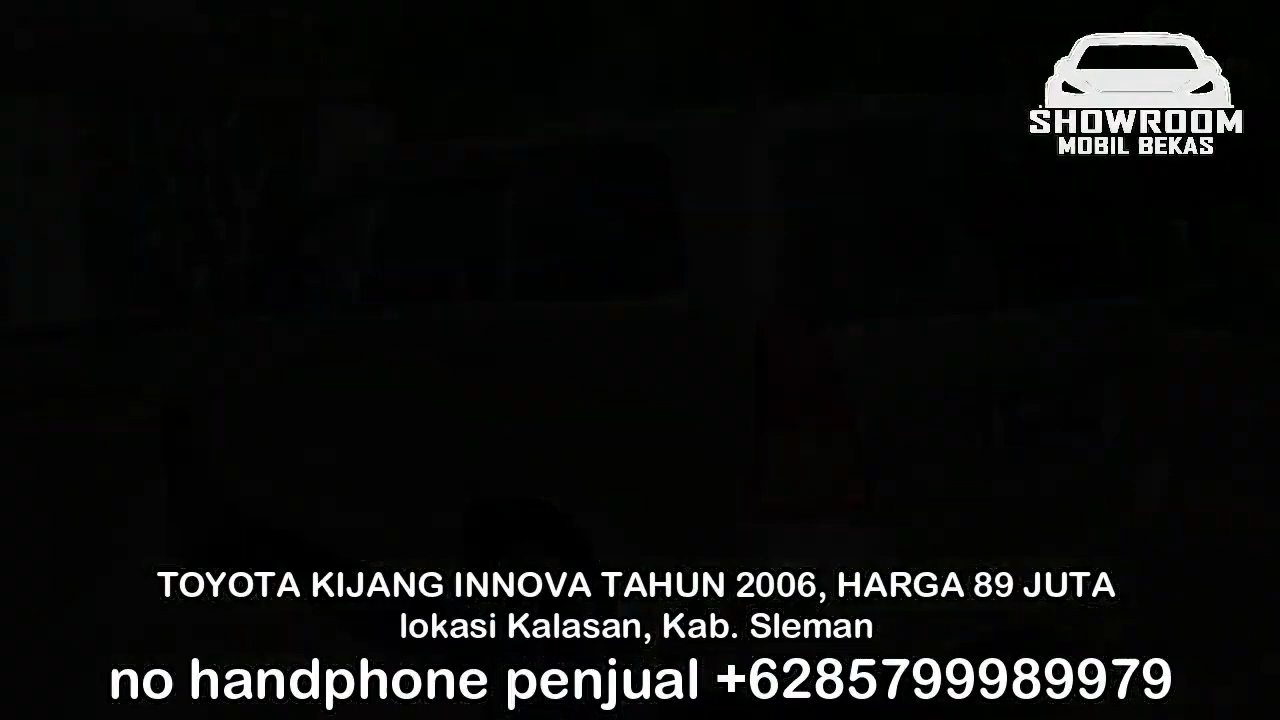 SHOWROOM
MOBIL BEKAS
TOYOTA KIJANG INNOVA TAHUN 2006, HARGA 89 JUTA
lokasi Kalasan, Kab. Sleman
no handphone penjual +6285799989979